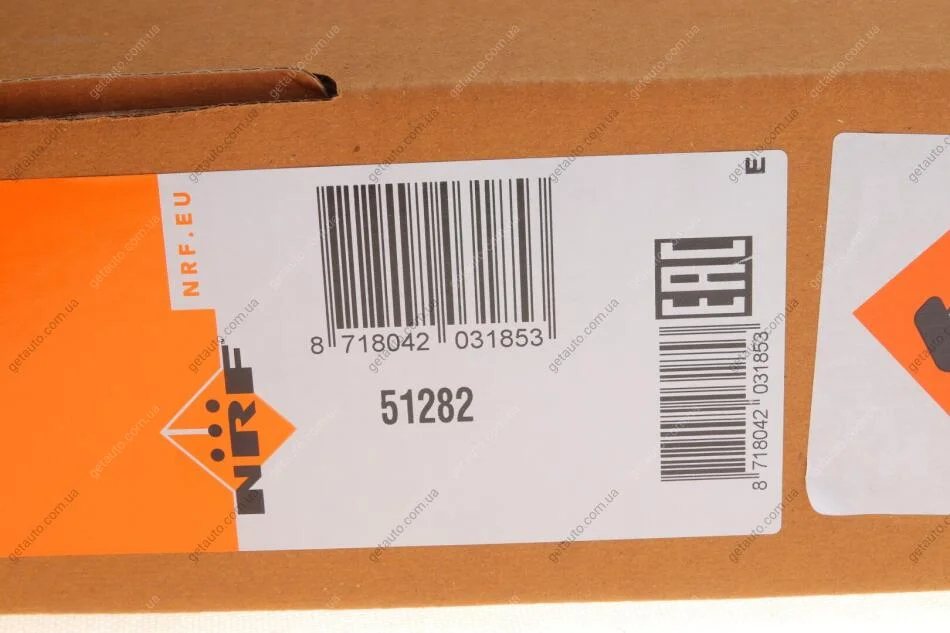 NRF.EU
8 718042 031853
51282
NRF
E
EAC
8 718042 031853
getauto.com.ua